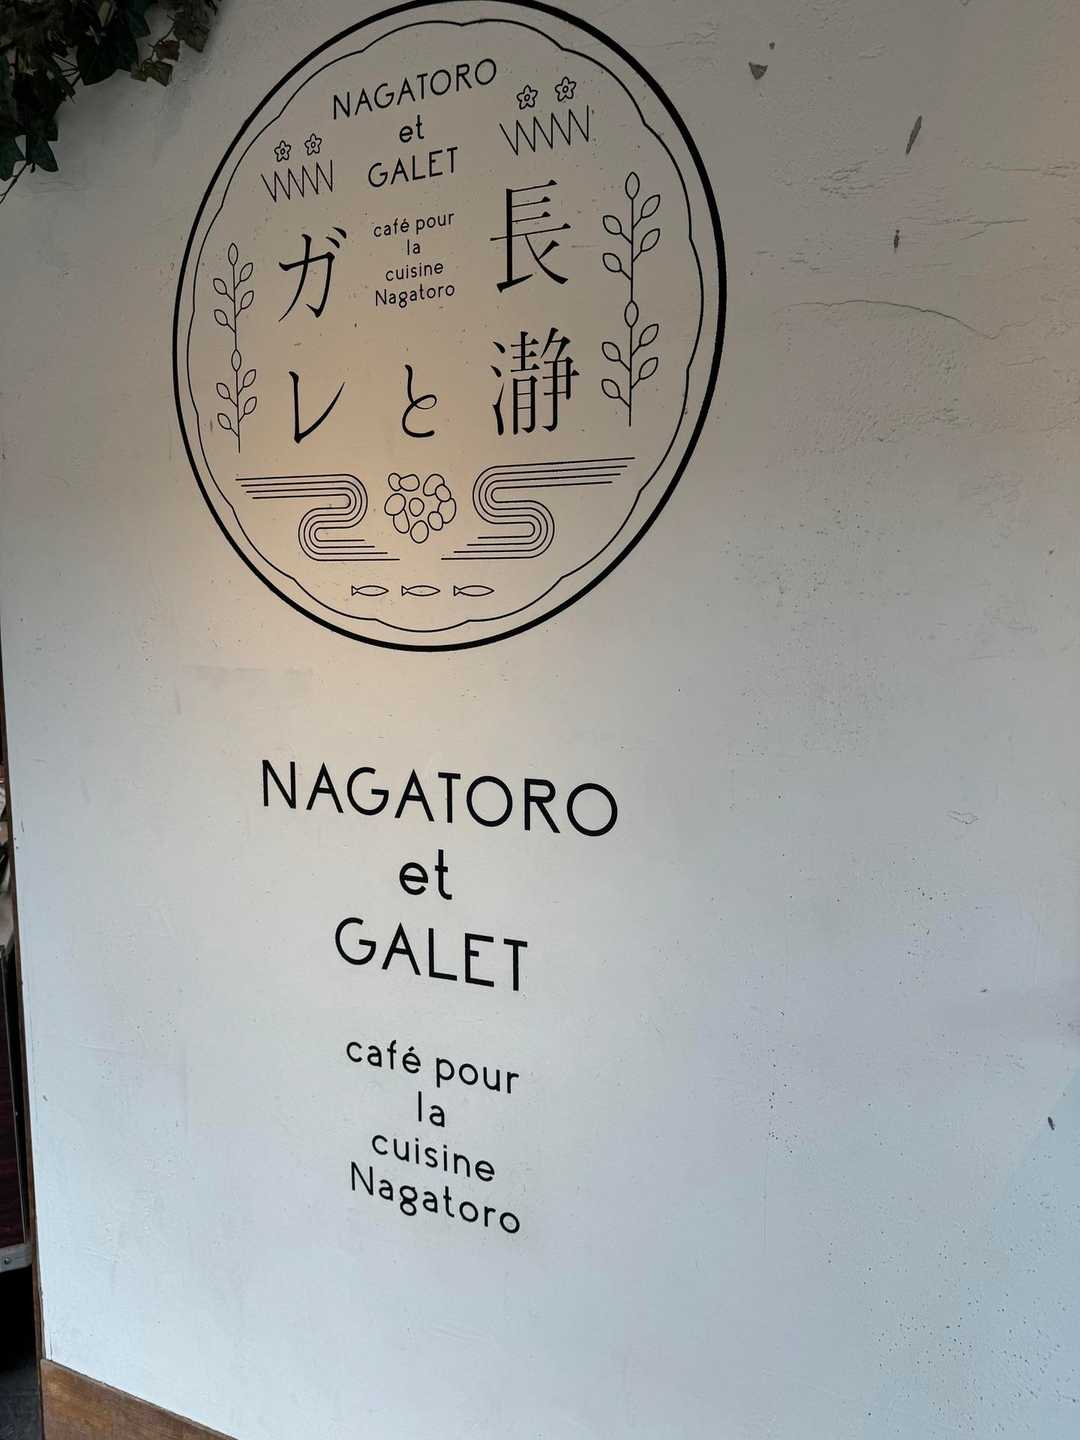 NAGATORO
et
GALET
café pour
la
cuisine
Nagatoro
長瀞
と
ガレ
NAGATORO
et
GALET
café pour
la
cuisine
Nagatoro